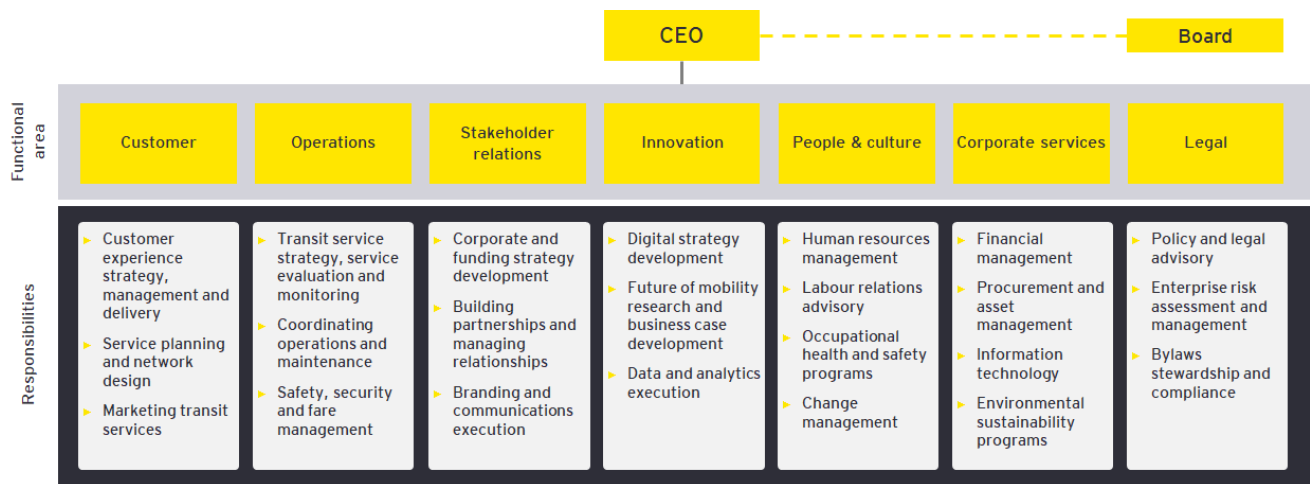 CEO
Board
Functional
area
Customer
Operations
Stakeholder
relations
Innovation
People & culture
Corporate services
Legal
Responsibilities
► Customer
experience
strategy,
management and
delivery
► Service planning
and network
design
► Marketing transit
services
► Transit service
strategy, service
evaluation and
monitoring
► Coordinating
operations and
maintenance
► Safety, security
and fare
management
► Corporate and
funding strategy
development
► Building
partnerships and
managing
relationships
► Branding and
communications
execution
► Digital strategy
development
► Future of mobility
research and
business case
development
► Data and analytics
execution
► Human resources
management
► Labour relations
advisory
► Occupational
health and safety
programs
► Change
management
► Financial
management
► Procurement and
asset
management
► Information
technology
► Environmental
sustainability
programs
► Policy and legal
advisory
► Enterprise risk
assessment and
management
► Bylaws
stewardship and
compliance